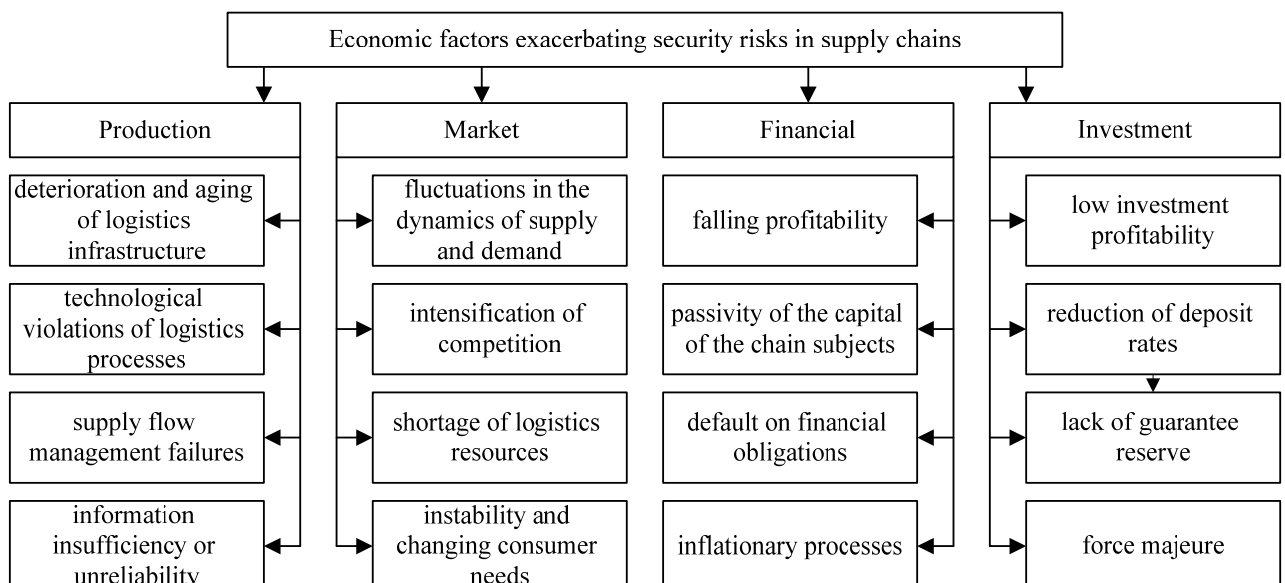 Economic factors exacerbating security risks in supply chains
Production
Market
Financial
Investment
deterioration and aging
of logistics
infrastructure
fluctuations in the
dynamics of supply
and demand
falling profitability
low investment
profitability
technological
violations of logistics
processes
intensification of
competition
passivity of the capital
of the chain subjects
reduction of deposit
rates
supply flow
management failures
shortage of logistics
resources
default on financial
obligations
lack of guarantee
reserve
information
insufficiency or
unreliability
instability and
changing consumer
needs
inflationary processes
force majeure